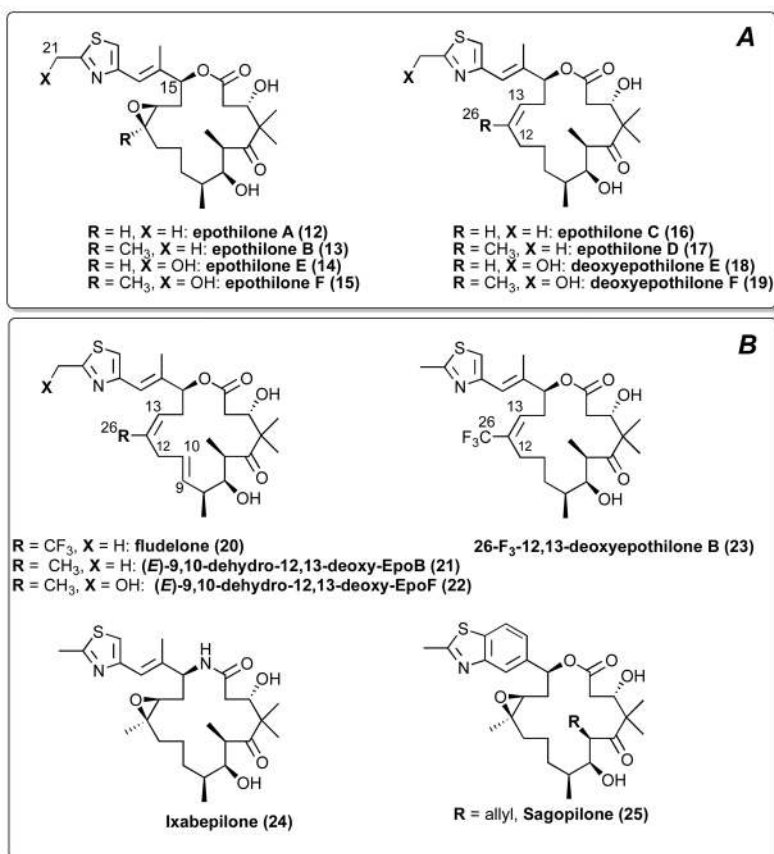 A
21
S
N
X
15
O
O
OH
O
R
O
OH
R = H, X = H: epothilone A (12)
R = CH₃, X = H: epothilone B (13)
R = H, X = OH: epothilone E (14)
R = CH₃, X = OH: epothilone F (15)
S
N
X
O
O
OH
13
26
R
12
O
OH
R = H, X = H: epothilone C (16)
R = CH₃, X = H: epothilone D (17)
R = H, X = OH: deoxyepothilone E (18)
R = CH₃, X = OH: deoxyepothilone F (19)
B
S
N
X
O
O
OH
13
26
R
12
10
9
O
OH
R = CF₃, X = H: fludelone (20)
R = CH₃, X = H: (E)-9,10-dehydro-12,13-deoxy-EpoB (21)
R = CH₃, X = OH: (E)-9,10-dehydro-12,13-deoxy-EpoF (22)
S
N
O
O
OH
13
26
F₃C
12
O
OH
26-F₃-12,13-deoxyepothilone B (23)
S
N
H
N
O
OH
O
O
OH
Ixabepilone (24)
S
N
O
O
OH
O
R
O
OH
R = allyl, Sagopilone (25)